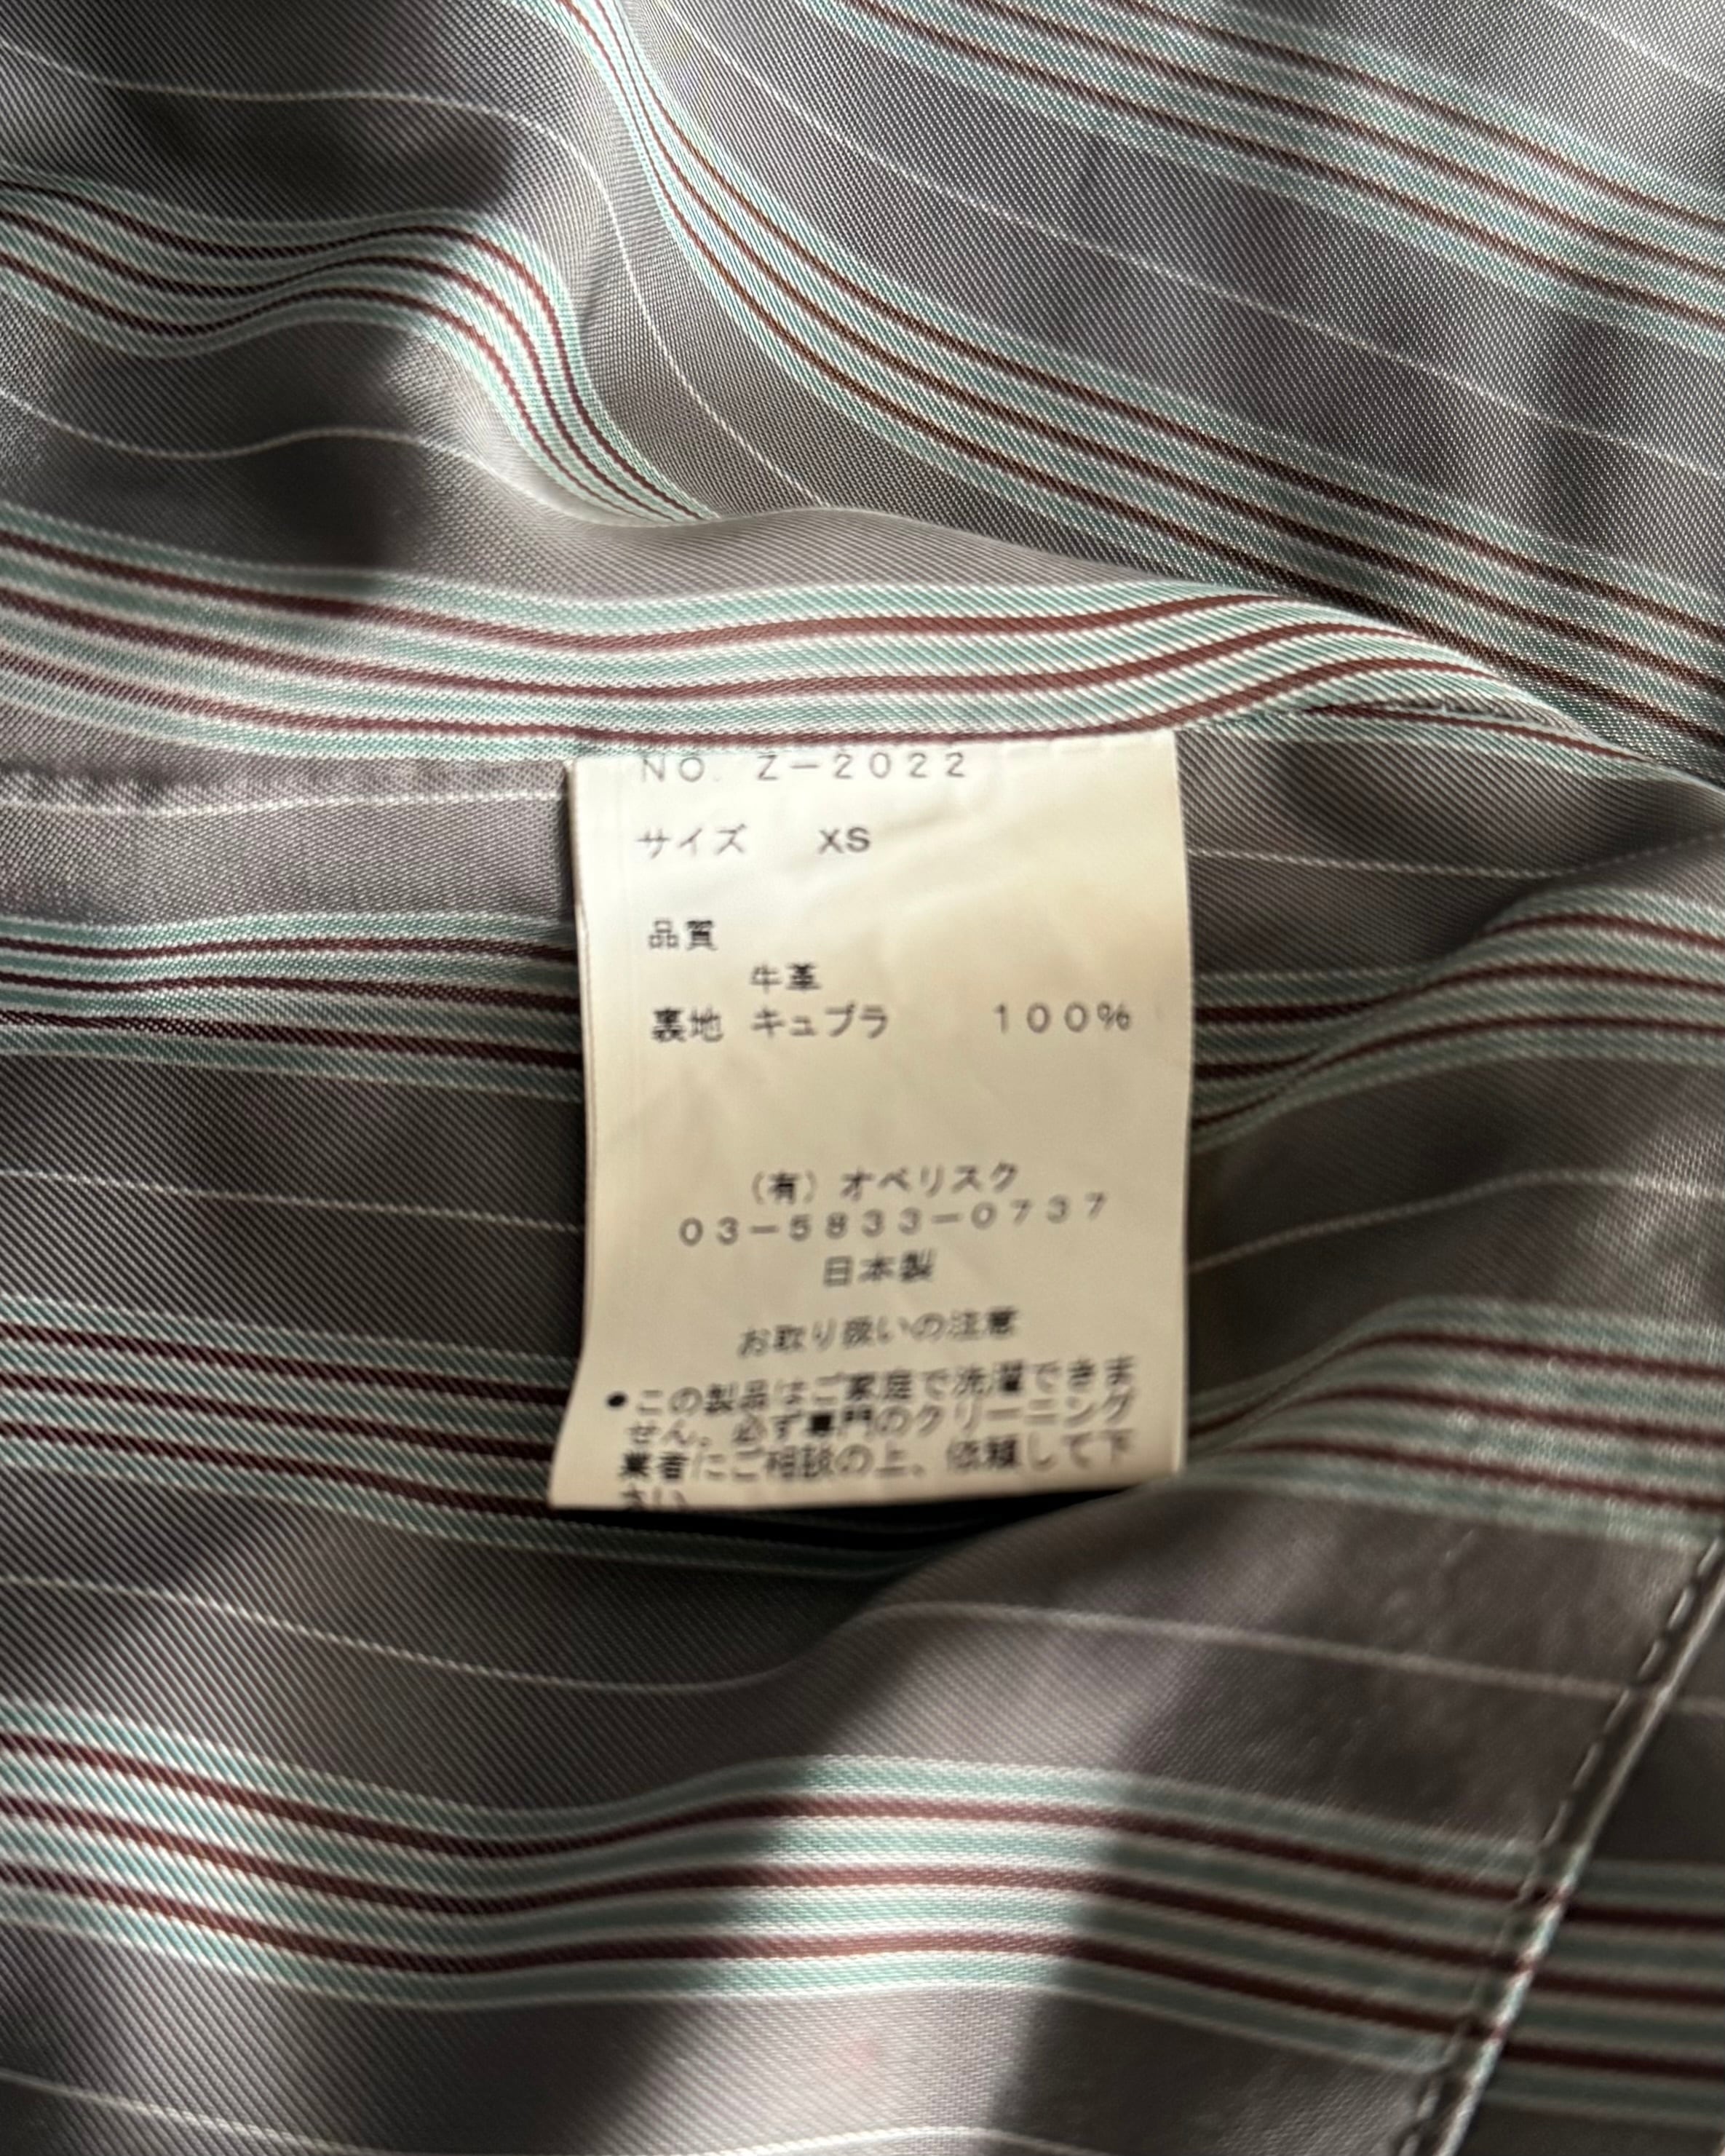 NO. Z－2022
サイズ　XS
品質
牛革
裏地 キュプラ　100%
（有）オベリスク
03－5833－0737
日本製
お取り扱いの注意
●この製品はご家庭で洗濯できま
せん。必ず専門のクリーニング
業者にご相談の上、依頼して下
さい。